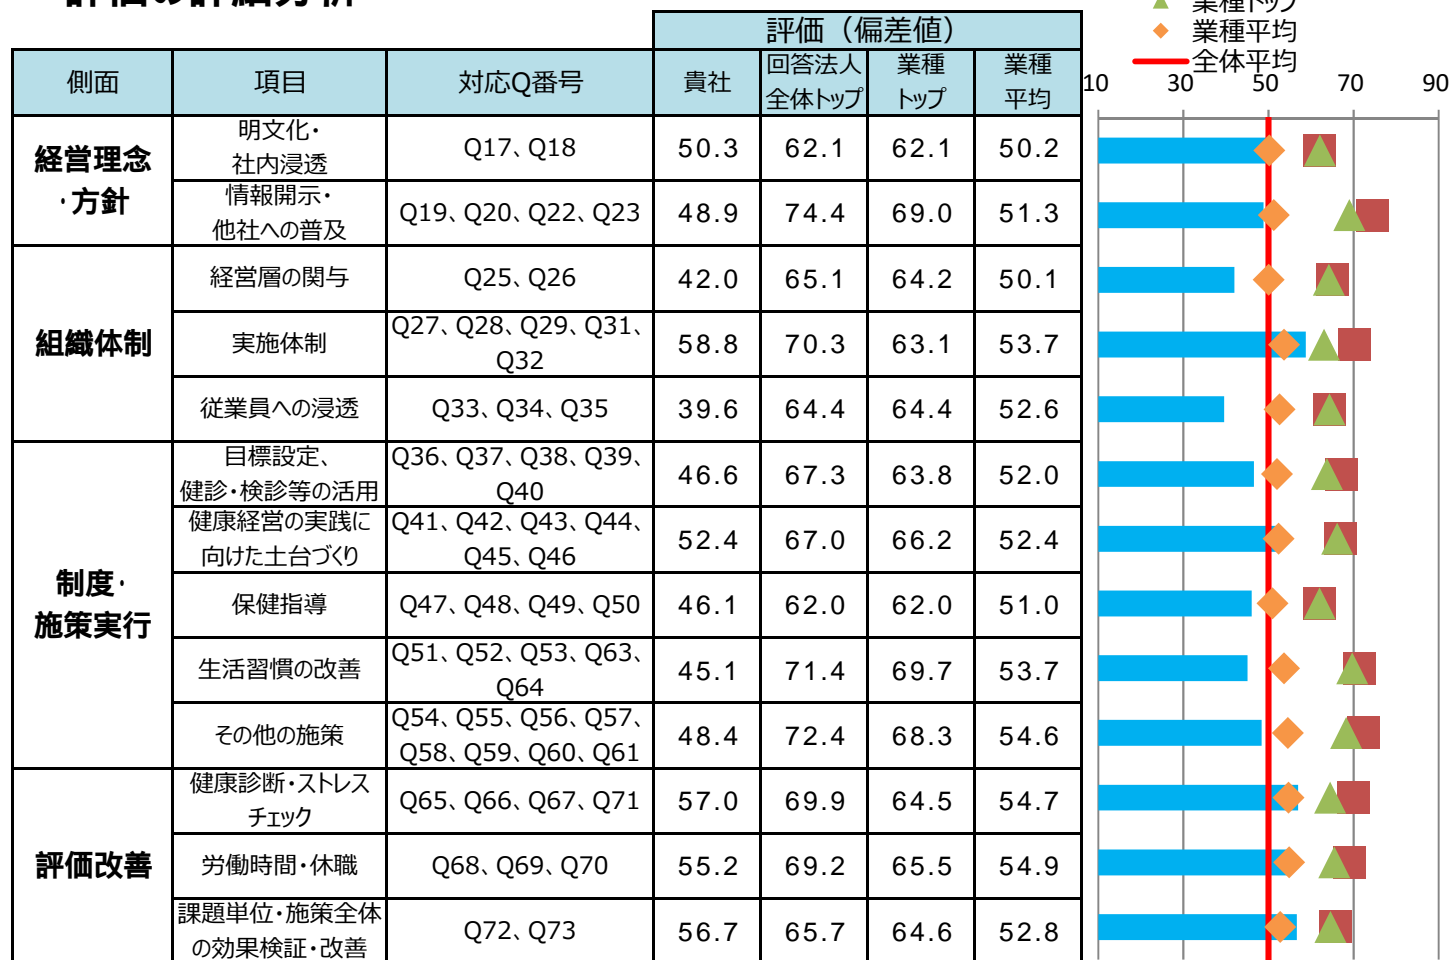 評価の詳細分析
業種トップ
業種平均
全体平均
評価（偏差値）
側面 項目 対応Q番号 貴社 回答法人 業種 業種
全体トップ トップ 平均
10 30 50 70 90
経営理念
・方針
明文化・
社内浸透
Q17、Q18 50.3 62.1 62.1 50.2
情報開示・
他社への普及
Q19、Q20、Q22、Q23 48.9 74.4 69.0 51.3
組織体制
経営層の関与 Q25、Q26 42.0 65.1 64.2 50.1
実施体制
Q27、Q28、Q29、Q31、
Q32
58.8 70.3 63.1 53.7
従業員への浸透 Q33、Q34、Q35 39.6 64.4 64.4 52.6
制度・
施策実行
目標設定、
健診・検診等の活用
Q36、Q37、Q38、Q39、
Q40
46.6 67.3 63.8 52.0
健康経営の実践に
向けた土台づくり
Q41、Q42、Q43、Q44、
Q45、Q46
52.4 67.0 66.2 52.4
保健指導 Q47、Q48、Q49、Q50 46.1 62.0 62.0 51.0
生活習慣の改善
Q51、Q52、Q53、Q63、
Q64
45.1 71.4 69.7 53.7
その他の施策
Q54、Q55、Q56、Q57、
Q58、Q59、Q60、Q61
48.4 72.4 68.3 54.6
評価改善
健康診断・ストレス
チェック
Q65、Q66、Q67、Q71 57.0 69.9 64.5 54.7
労働時間・休職 Q68、Q69、Q70 55.2 69.2 65.5 54.9
課題単位・施策全体
の効果検証・改善
Q72、Q73 56.7 65.7 64.6 52.8